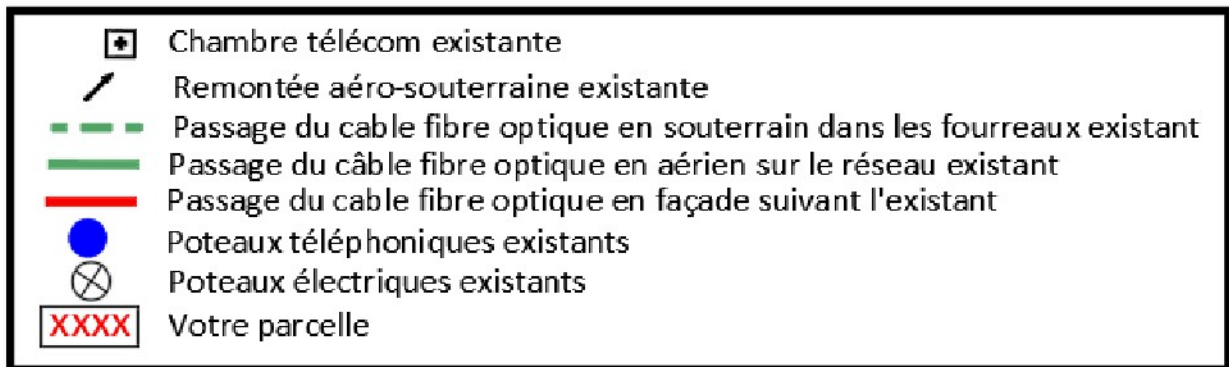 Chambre télécom existante
Remontée aéro-souterraine existante
Passage du cable fibre optique en souterrain dans les fourreaux existant
Passage du câble fibre optique en aérien sur le réseau existant
Passage du cable fibre optique en façade suivant l'existant
Poteaux téléphoniques existants
Poteaux électriques existants
XXXX Votre parcelle